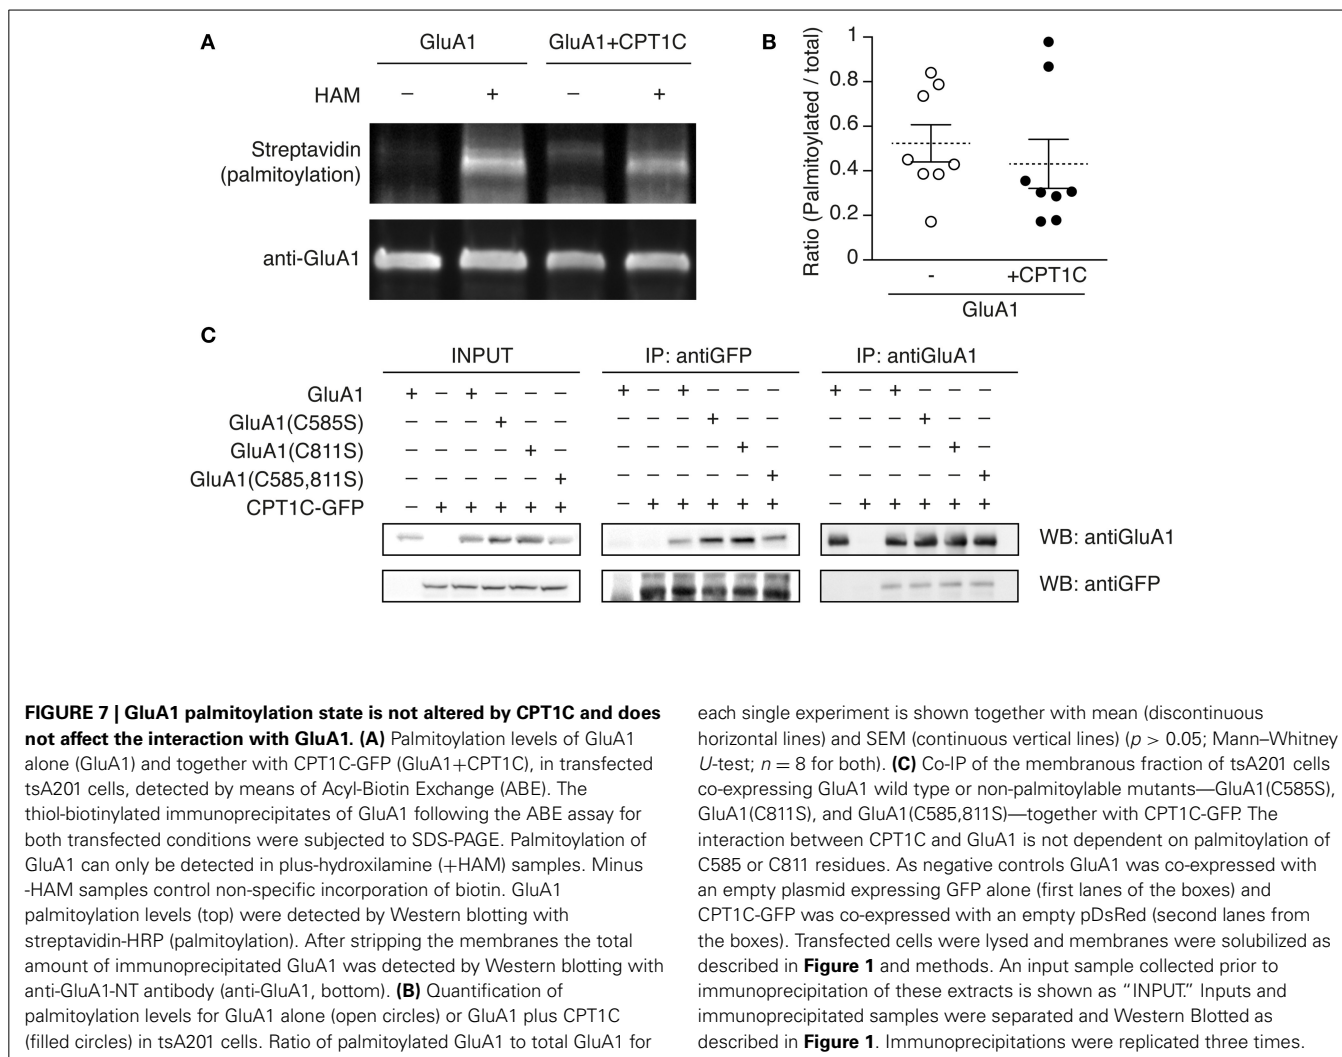 A
GluA1
GluA1+CPT1C
HAM
– + – +
Streptavidin
(palmitoylation)
anti-GluA1
B
Ratio (Palmitoylated / total)
1
0.8
0.6
0.4
0.2
0
-
+CPT1C
GluA1
C
INPUT
IP: antiGFP
IP: antiGluA1
GluA1 + – + – – – + – + – – – + – + – – –
GluA1(C585S) – – – + – – – – – + – – – – – + – –
GluA1(C811S) – – – – + – – – – – + – – – – – + –
GluA1(C585,811S) – – – – – + – – – – – + – – – – – +
CPT1C-GFP – + + + + + – + + + + + – + + + + +
WB: antiGluA1
WB: antiGFP
FIGURE 7 | GluA1 palmitoylation state is not altered by CPT1C and does
not affect the interaction with GluA1. (A) Palmitoylation levels of GluA1
alone (GluA1) and together with CPT1C-GFP (GluA1+CPT1C), in transfected
tsA201 cells, detected by means of Acyl-Biotin Exchange (ABE). The
thiol-biotinylated immunoprecipitates of GluA1 following the ABE assay for
both transfected conditions were subjected to SDS-PAGE. Palmitoylation of
GluA1 can only be detected in plus-hydroxilamine (+HAM) samples. Minus
-HAM samples control non-specific incorporation of biotin. GluA1
palmitoylation levels (top) were detected by Western blotting with
streptavidin-HRP (palmitoylation). After stripping the membranes the total
amount of immunoprecipitated GluA1 was detected by Western blotting with
anti-GluA1-NT antibody (anti-GluA1, bottom). (B) Quantification of
palmitoylation levels for GluA1 alone (open circles) or GluA1 plus CPT1C
(filled circles) in tsA201 cells. Ratio of palmitoylated GluA1 to total GluA1 for
each single experiment is shown together with mean (discontinuous
horizontal lines) and SEM (continuous vertical lines) (p > 0.05; Mann–Whitney
U-test; n = 8 for both). (C) Co-IP of the membranous fraction of tsA201 cells
co-expressing GluA1 wild type or non-palmitoylable mutants—GluA1(C585S),
GluA1(C811S), and GluA1(C585,811S)—together with CPT1C-GFP. The
interaction between CPT1C and GluA1 is not dependent on palmitoylation of
C585 or C811 residues. As negative controls GluA1 was co-expressed with
an empty plasmid expressing GFP alone (first lanes of the boxes) and
CPT1C-GFP was co-expressed with an empty pDsRed (second lanes from
the boxes). Transfected cells were lysed and membranes were solubilized as
described in Figure 1 and methods. An input sample collected prior to
immunoprecipitation of these extracts is shown as “INPUT.” Inputs and
immunoprecipitated samples were separated and Western Blotted as
described in Figure 1. Immunoprecipitations were replicated three times.